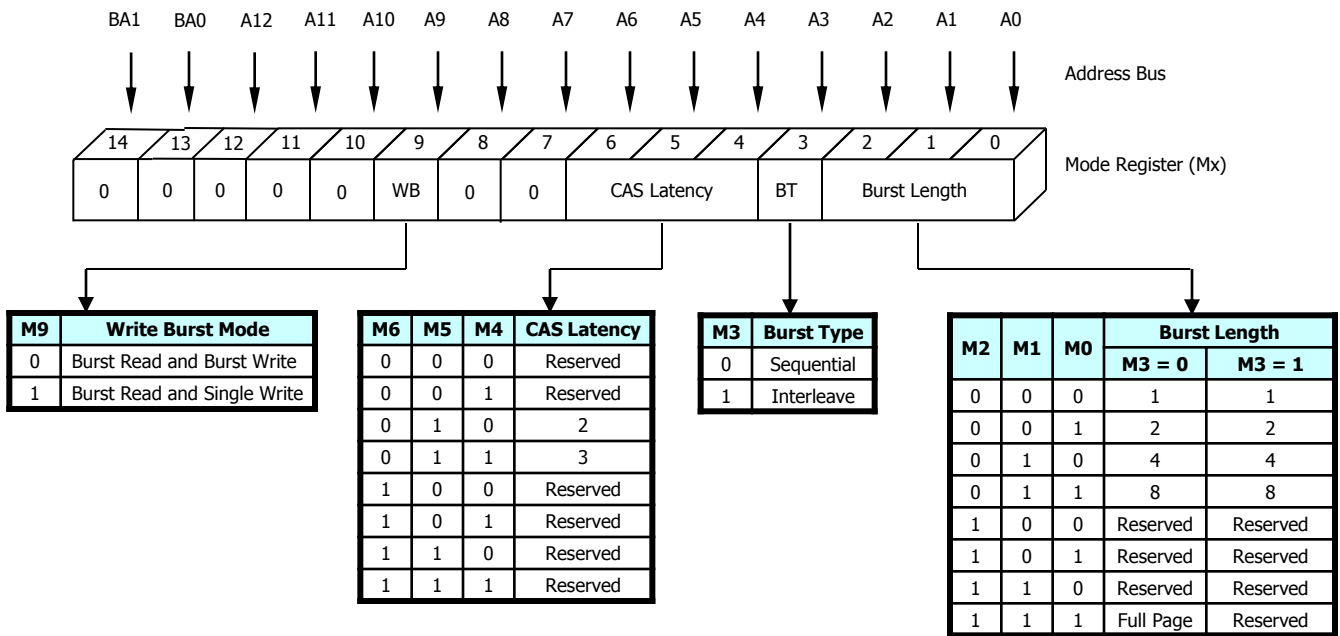 BA1 BA0 A12 A11 A10 A9 A8 A7 A6 A5 A4 A3 A2 A1 A0
Address Bus
14 13 12 11 10 9 8 7 6 5 4 3 2 1 0
Mode Register (Mx)
0 0 0 0 0 WB 0 0 CAS Latency BT Burst Length
M9 Write Burst Mode
0 Burst Read and Burst Write
1 Burst Read and Single Write
M6 M5 M4 CAS Latency
0 0 0 Reserved
0 0 1 Reserved
0 1 0 2
0 1 1 3
1 0 0 Reserved
1 0 1 Reserved
1 1 0 Reserved
1 1 1 Reserved
M3 Burst Type
0 Sequential
1 Interleave
M2 M1 M0 Burst Length
M3 = 0 M3 = 1
0 0 0 1 1
0 0 1 2 2
0 1 0 4 4
0 1 1 8 8
1 0 0 Reserved Reserved
1 0 1 Reserved Reserved
1 1 0 Reserved Reserved
1 1 1 Full Page Reserved